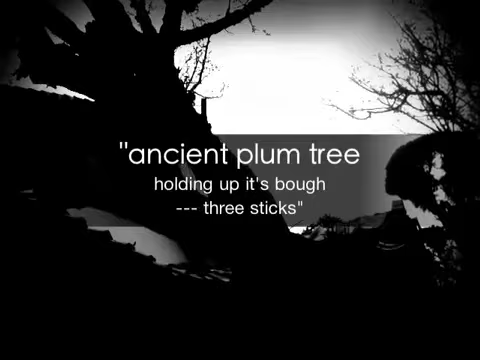 "ancient plum tree
holding up it's bough
--- three sticks"